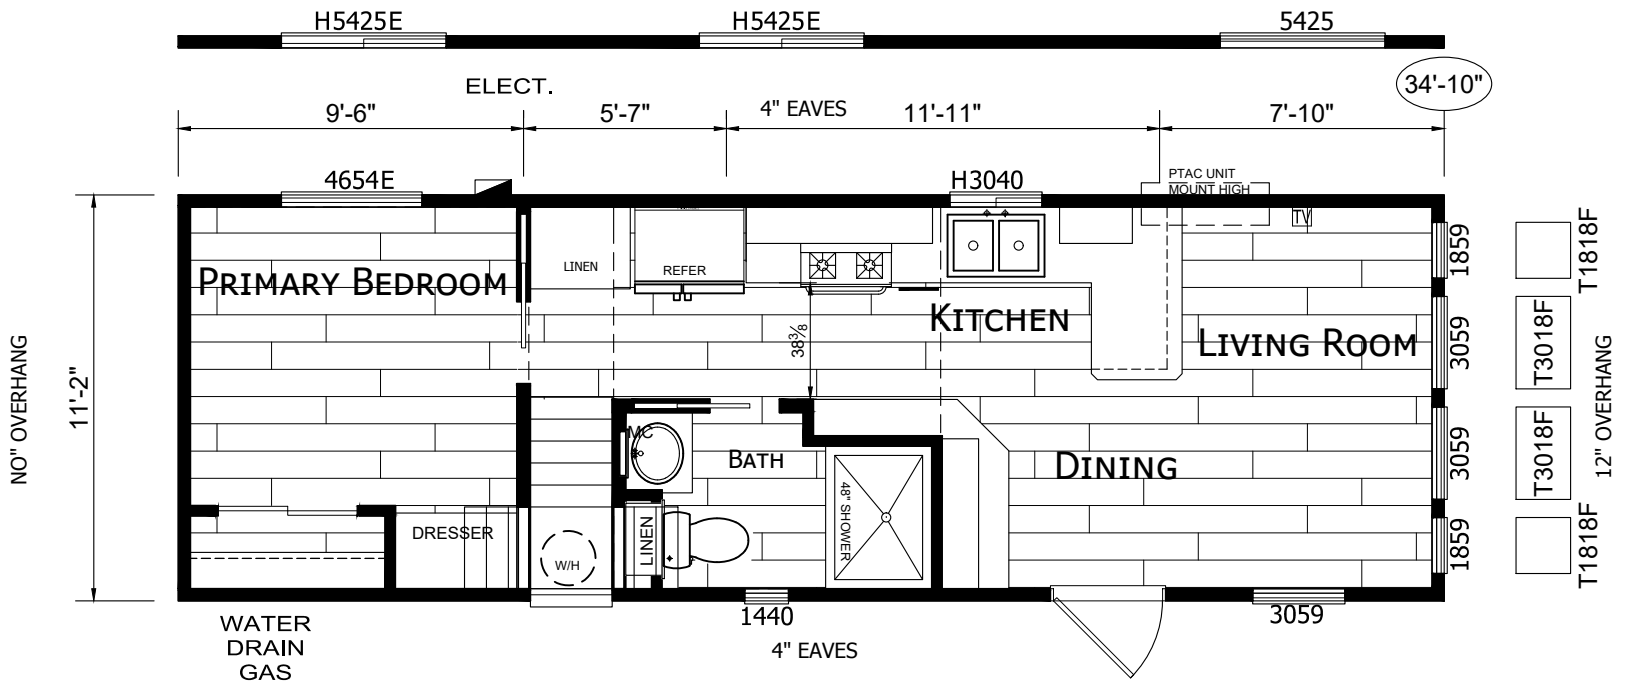 H5425E
H5425E
5425
ELECT.
34'-10"
9'-6"
5'-7"
4" EAVES
11'-11"
7'-10"
4654E
H3040
PTAC UNIT
MOUNT HIGH
TV
LINEN
REFER
PRIMARY BEDROOM
KITCHEN
LIVING ROOM
38⅜
11'-2"
NO" OVERHANG
1859
3059
3059
1859
T1818F
T3018F
T3018F
T1818F
12" OVERHANG
MC
BATH
DINING
48" SHOWER
DRESSER
LINEN
W/H
1440
3059
WATER
DRAIN
GAS
4" EAVES